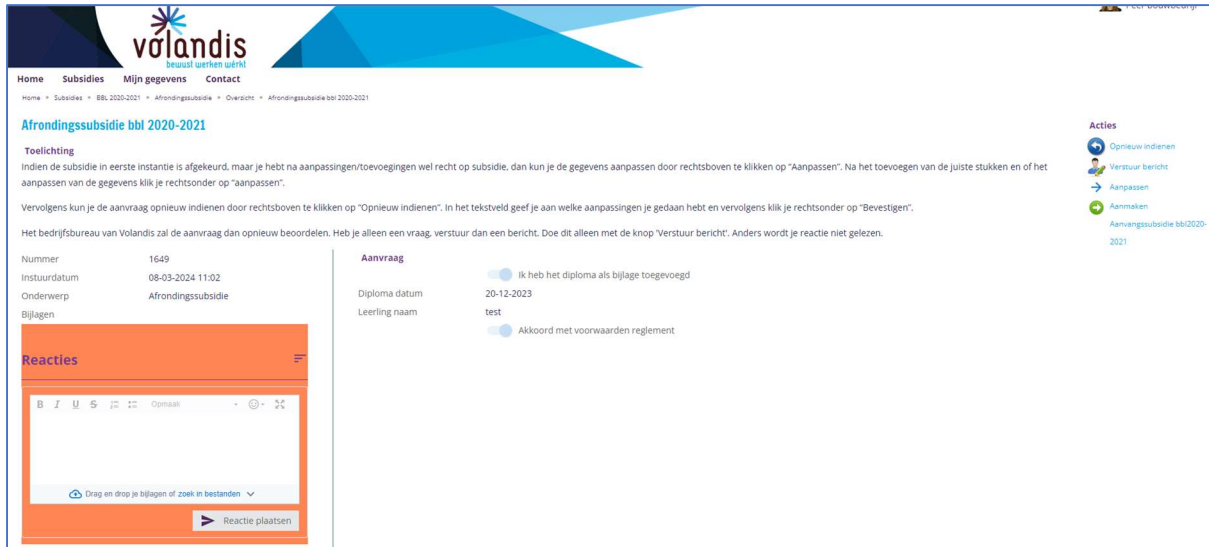 Peer Bouwbedrijf
volandis
bewust werken wérkt
Home Subsidies Mijn gegevens Contact
Home » Subsidies » BBL 2020-2021 » Afrondingssubsidie » Overzicht » Afrondingssubsidie bbl 2020-2021
Afrondingssubsidie bbl 2020-2021
Toelichting
Indien de subsidie in eerste instantie is afgekeurd, maar je hebt na aanpassingen/toevoegingen wel recht op subsidie, dan kun je de gegevens aanpassen door rechtsboven te klikken op "Aanpassen". Na het toevoegen van de juiste stukken en of het
aanpassen van de gegevens klik je rechtsonder op "aanpassen".
Vervolgens kun je de aanvraag opnieuw indienen door rechtsboven te klikken op "Opnieuw indienen". In het tekstveld geef je aan welke aanpassingen je gedaan hebt en vervolgens klik je rechtsonder op "Bevestigen".
Het bedrijfsbureau van Volandis zal de aanvraag dan opnieuw beoordelen. Heb je alleen een vraag, verstuur dan een bericht. Doe dit alleen met de knop 'Verstuur bericht'. Anders wordt je reactie niet gelezen.
Nummer 1649
Instuurdatum 08-03-2024 11:02
Onderwerp Afrondingssubsidie
Bijlagen
Reacties
B I U S Opmaak
Drag en drop je bijlagen of zoek in bestanden
Reactie plaatsen
Aanvraag
Ik heb het diploma als bijlage toegevoegd
Diploma datum 20-12-2023
Leerling naam test
Akkoord met voorwaarden reglement
Acties
Opnieuw indienen
Verstuur bericht
Aanpassen
Aanmaken
Aanvangssubsidie bbl2020-
2021